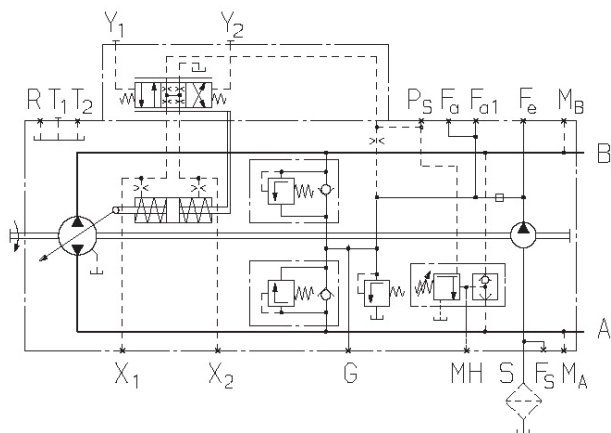 Y1 Y2
R T1 T2 PS Fa Fa1 Fe MB
B
A
X1 X2 G MH S FS MA